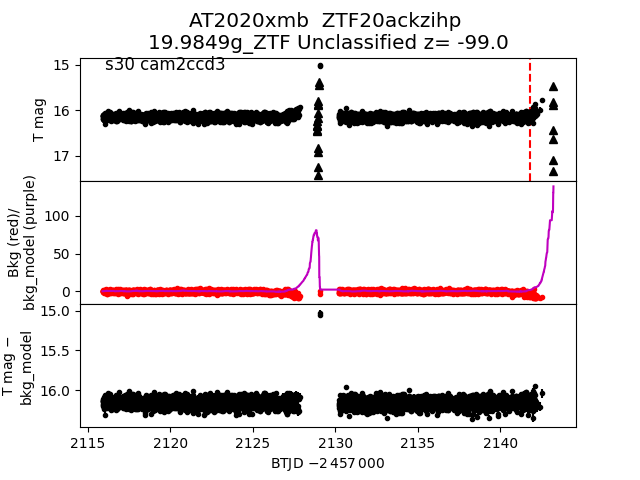 AT2020xmb ZTF20ackzihp
19.9849g_ZTF Unclassified z= -99.0
s30 cam2ccd3
15
16
17
T mag
100
50
0
Bkg (red)/
bkg_model (purple)
15.0
15.5
16.0
T mag −
bkg_model
2115 2120 2125 2130 2135 2140
BTJD −2 457 000